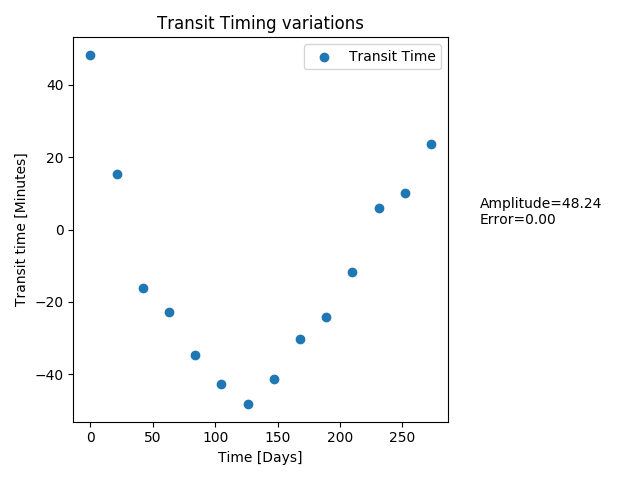 Transit Timing variations
Transit Time
Transit time [Minutes]
40
20
0
−20
−40
0
50
100
150
200
250
Time [Days]
Amplitude=48.24
Error=0.00